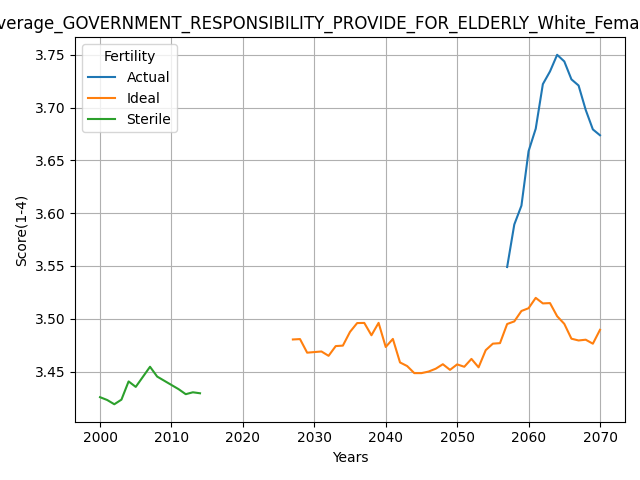 verage_GOVERNMENT_RESPONSIBILITY_PROVIDE_FOR_ELDERLY_White_Fema
Fertility
Actual
Ideal
Sterile
3.75
3.70
3.65
3.60
3.55
3.50
3.45
Score(1-4)
2000 2010 2020 2030 2040 2050 2060 2070
Years